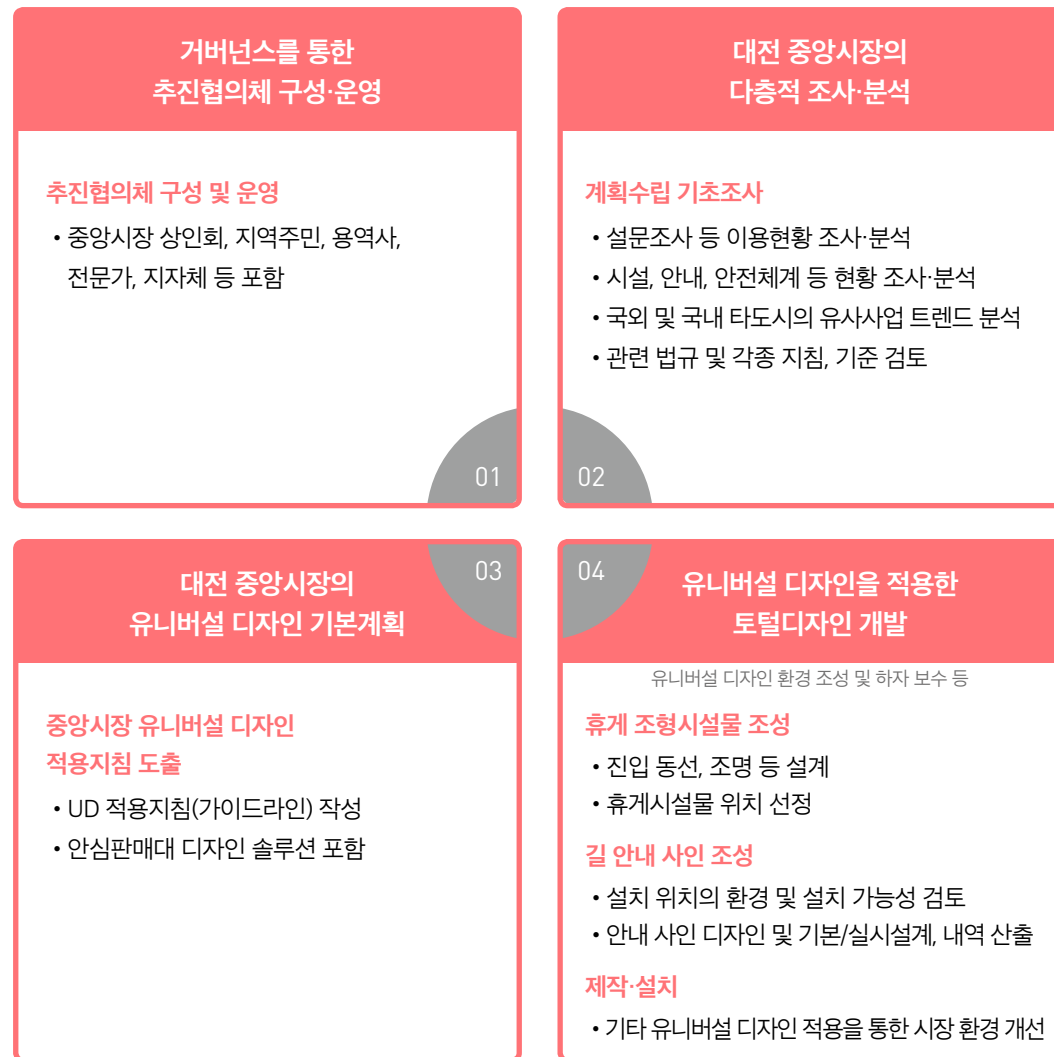 거버넌스를 통한
추진협의체 구성·운영
추진협의체 구성 및 운영
• 중앙시장 상인회, 지역주민, 용역사,
전문가, 지자체 등 포함
01
대전 중앙시장의
다층적 조사·분석
계획수립 기초조사
• 설문조사 등 이용현황 조사·분석
• 시설, 안내, 안전체계 등 현황 조사·분석
• 국외 및 국내 타도시의 유사사업 트렌드 분석
• 관련 법규 및 각종 지침, 기준 검토
02
03
대전 중앙시장의
유니버설 디자인 기본계획
중앙시장 유니버설 디자인
적용지침 도출
• UD 적용지침(가이드라인) 작성
• 안심판매대 디자인 솔루션 포함
04
유니버설 디자인을 적용한
토털디자인 개발
유니버설 디자인 환경 조성 및 하자 보수 등
휴게 조형시설물 조성
• 진입 동선, 조명 등 설계
• 휴게시설물 위치 선정
길 안내 사인 조성
• 설치 위치의 환경 및 설치 가능성 검토
• 안내 사인 디자인 및 기본/실시설계, 내역 산출
제작·설치
• 기타 유니버설 디자인 적용을 통한 시장 환경 개선